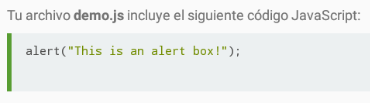 Tu archivo demo.js incluye el siguiente código JavaScript:
alert("This is an alert box!");